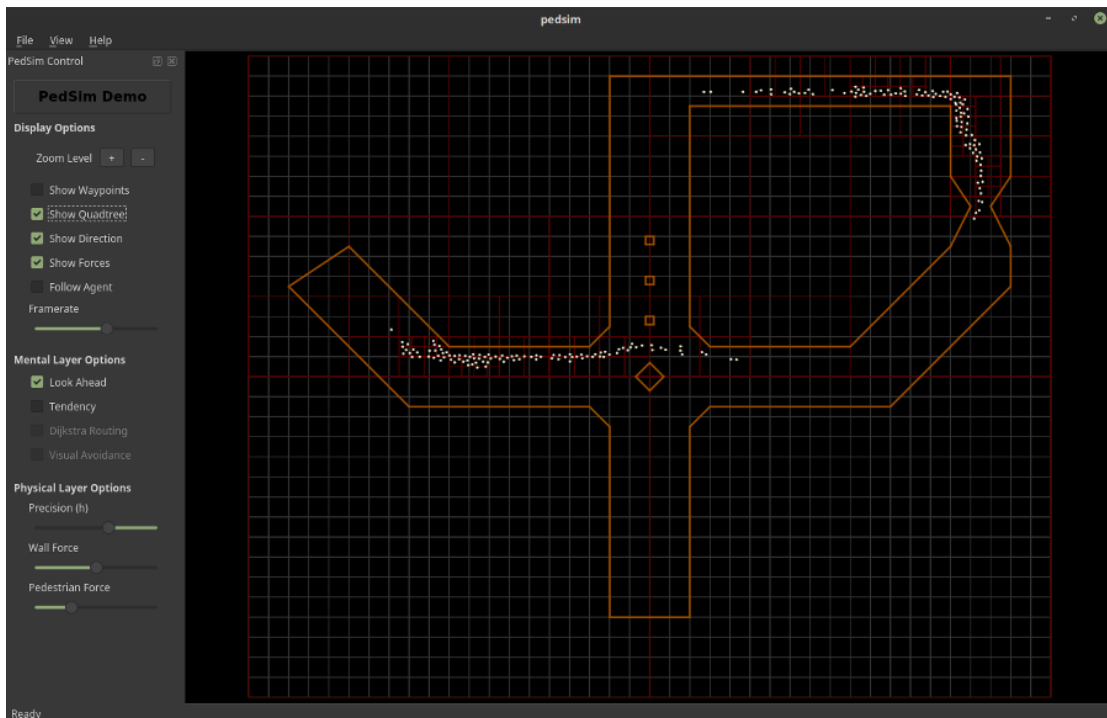 pedsim
File View Help
PedSim Control
PedSim Demo
Display Options
Zoom Level + -
Show Waypoints
Show Quadtree
Show Direction
Show Forces
Follow Agent
Framerate
Mental Layer Options
Look Ahead
Tendency
Dijkstra Routing
Visual Avoidance
Physical Layer Options
Precision (h)
Wall Force
Pedestrian Force
Ready